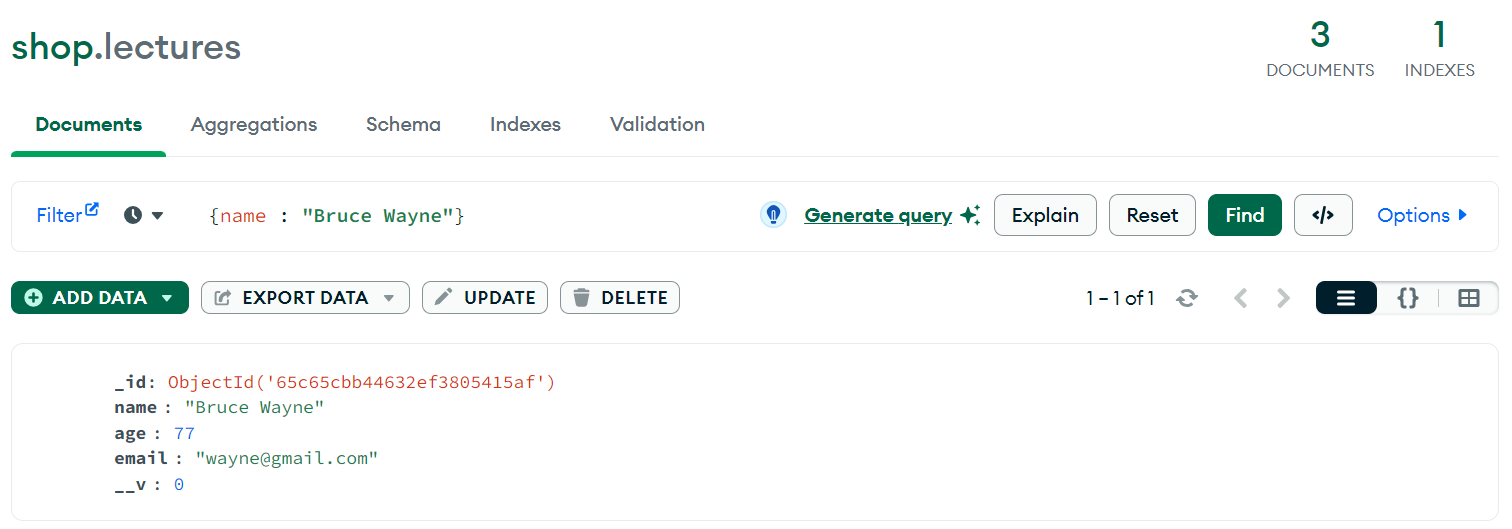 shop.lectures
3 1
DOCUMENTS INDEXES
Documents Aggregations Schema Indexes Validation
Filter {name : "Bruce Wayne"} Generate query Explain Reset Find </> Options
ADD DATA EXPORT DATA UPDATE DELETE 1 – 1 of 1 {}
_id: ObjectId('65c65cbb44632ef3805415af')
name : "Bruce Wayne"
age : 77
email : "wayne@gmail.com"
__v : 0